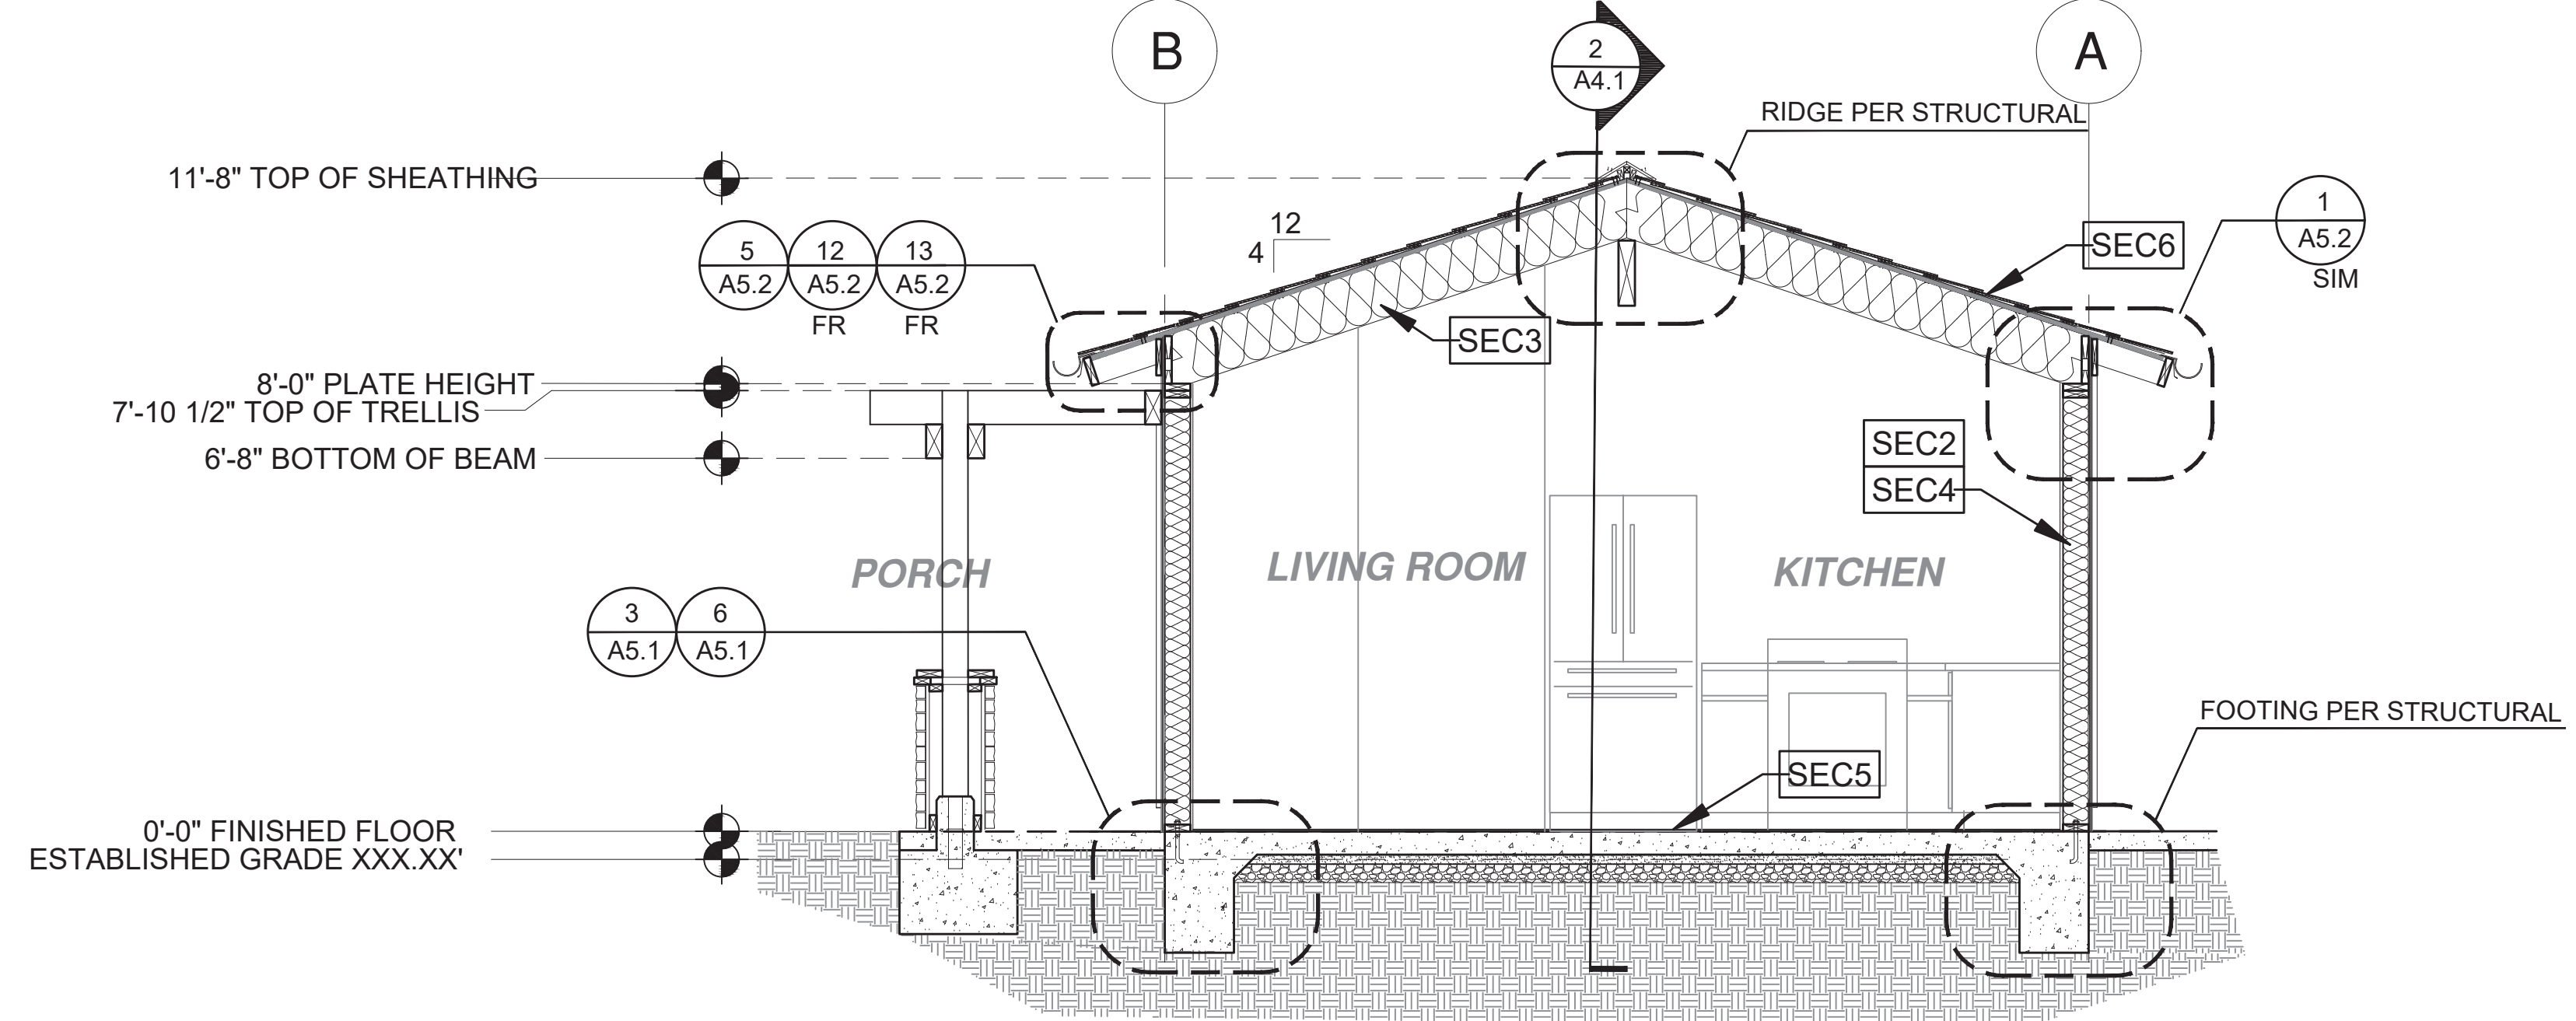 B
2
A4.1
A
RIDGE PER STRUCTURAL
11'-8" TOP OF SHEATHING
12
4
5
A5.2
12
A5.2
FR
13
A5.2
FR
SEC6
1
A5.2
SIM
SEC3
8'-0" PLATE HEIGHT
7'-10 1/2" TOP OF TRELLIS
6'-8" BOTTOM OF BEAM
SEC2
SEC4
PORCH
LIVING ROOM
KITCHEN
3
A5.1
6
A5.1
FOOTING PER STRUCTURAL
SEC5
0'-0" FINISHED FLOOR
ESTABLISHED GRADE XXX.XX'